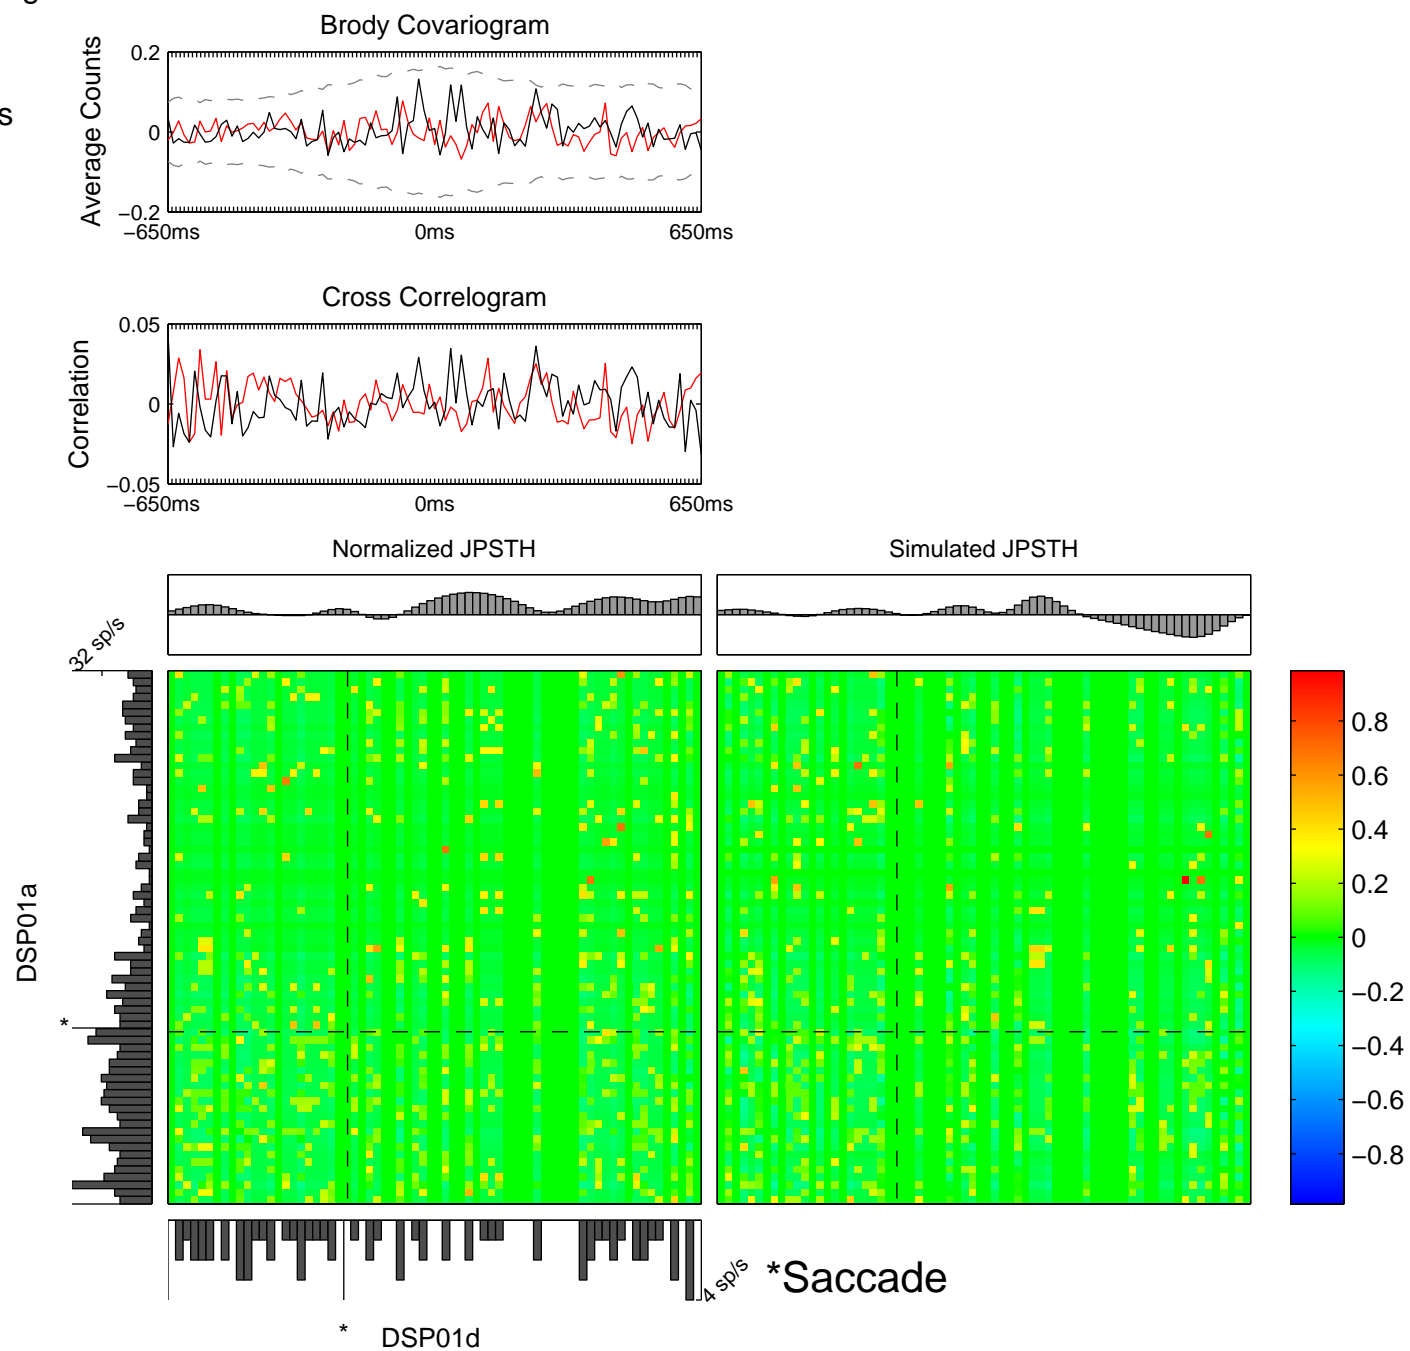 g
Brody Covariogram
s
Average Counts
0.2
0
−0.2
−650ms 0ms 650ms
Cross Correlogram
Correlation
0.05
0
−0.05
−650ms 0ms 650ms
Normalized JPSTH
Simulated JPSTH
32 sp/s
DSP01a
*
0.8
0.6
0.4
0.2
0
−0.2
−0.4
−0.6
−0.8
4 sp/s
*Saccade
*
DSP01d